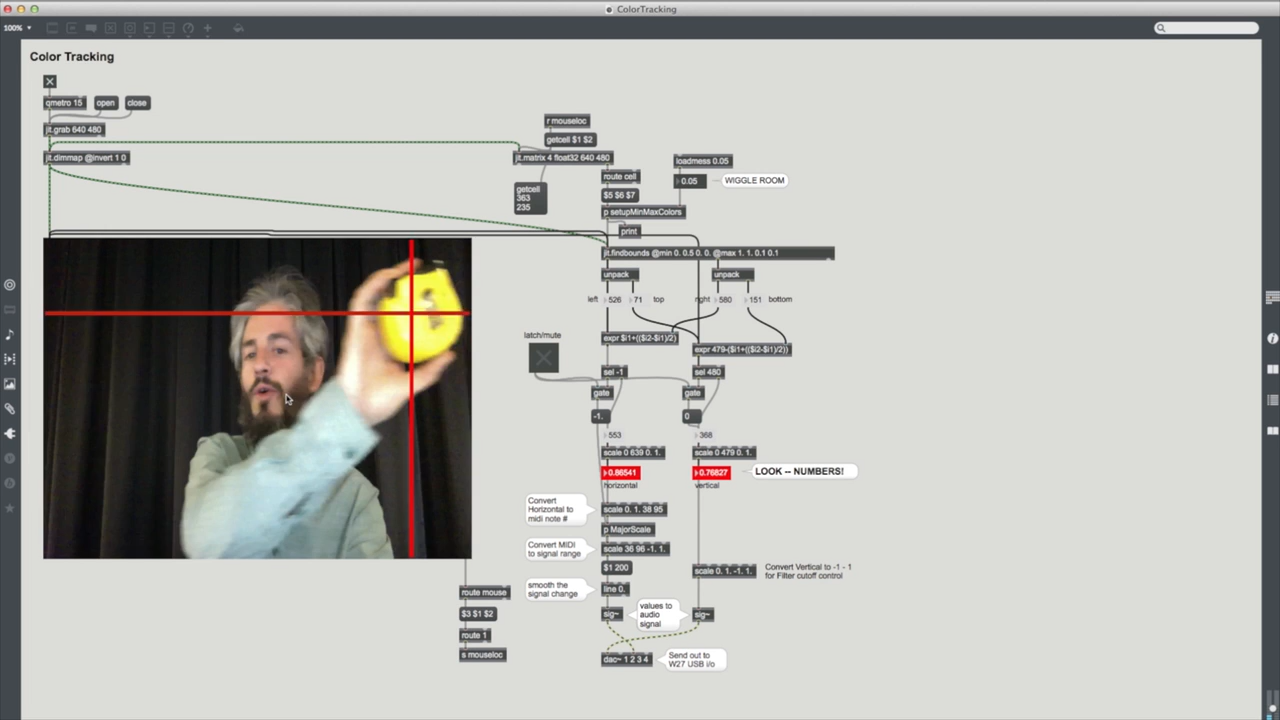 ColorTracking
100%
Color Tracking
qmetro 15
open
close
jit.grab 640 480
jit.dimmap @invert 1 0
r mouseloc
getcell $1 $2
jit.matrix 4 float32 640 480
getcell
363
235
route cell
$5 $6 $7
p setupMinMaxColors
print
loadmess 0.05
0.05
WIGGLE ROOM
jit.findbounds @min 0. 0.5 0. 0. @max 1. 1. 0.1 0.1
unpack
unpack
left
526
71
top
right
580
151
bottom
expr $i1+(($i2-$i1)/2)
expr 479-($i1+(($i2-$i1)/2))
latch/mute
sel -1
sel 480
gate
gate
-1.
0
553
368
scale 0 639 0. 1.
scale 0 479 0. 1.
0.86541
0.76827
LOOK -- NUMBERS!
horizontal
vertical
Convert
Horizontal to
midi note #
scale 0. 1. 38 95
p MajorScale
Convert MIDI
to signal range
scale 36 96 -1. 1.
$1 200
smooth the
signal change
line 0.
scale 0. 1. -1. 1.
Convert Vertical to -1 - 1
for Filter cutoff control
sig~
values to
audio
signal
sig~
dac~ 1 2 3 4
Send out to
W27 USB i/o
route mouse
$3 $1 $2
route 1
s mouseloc